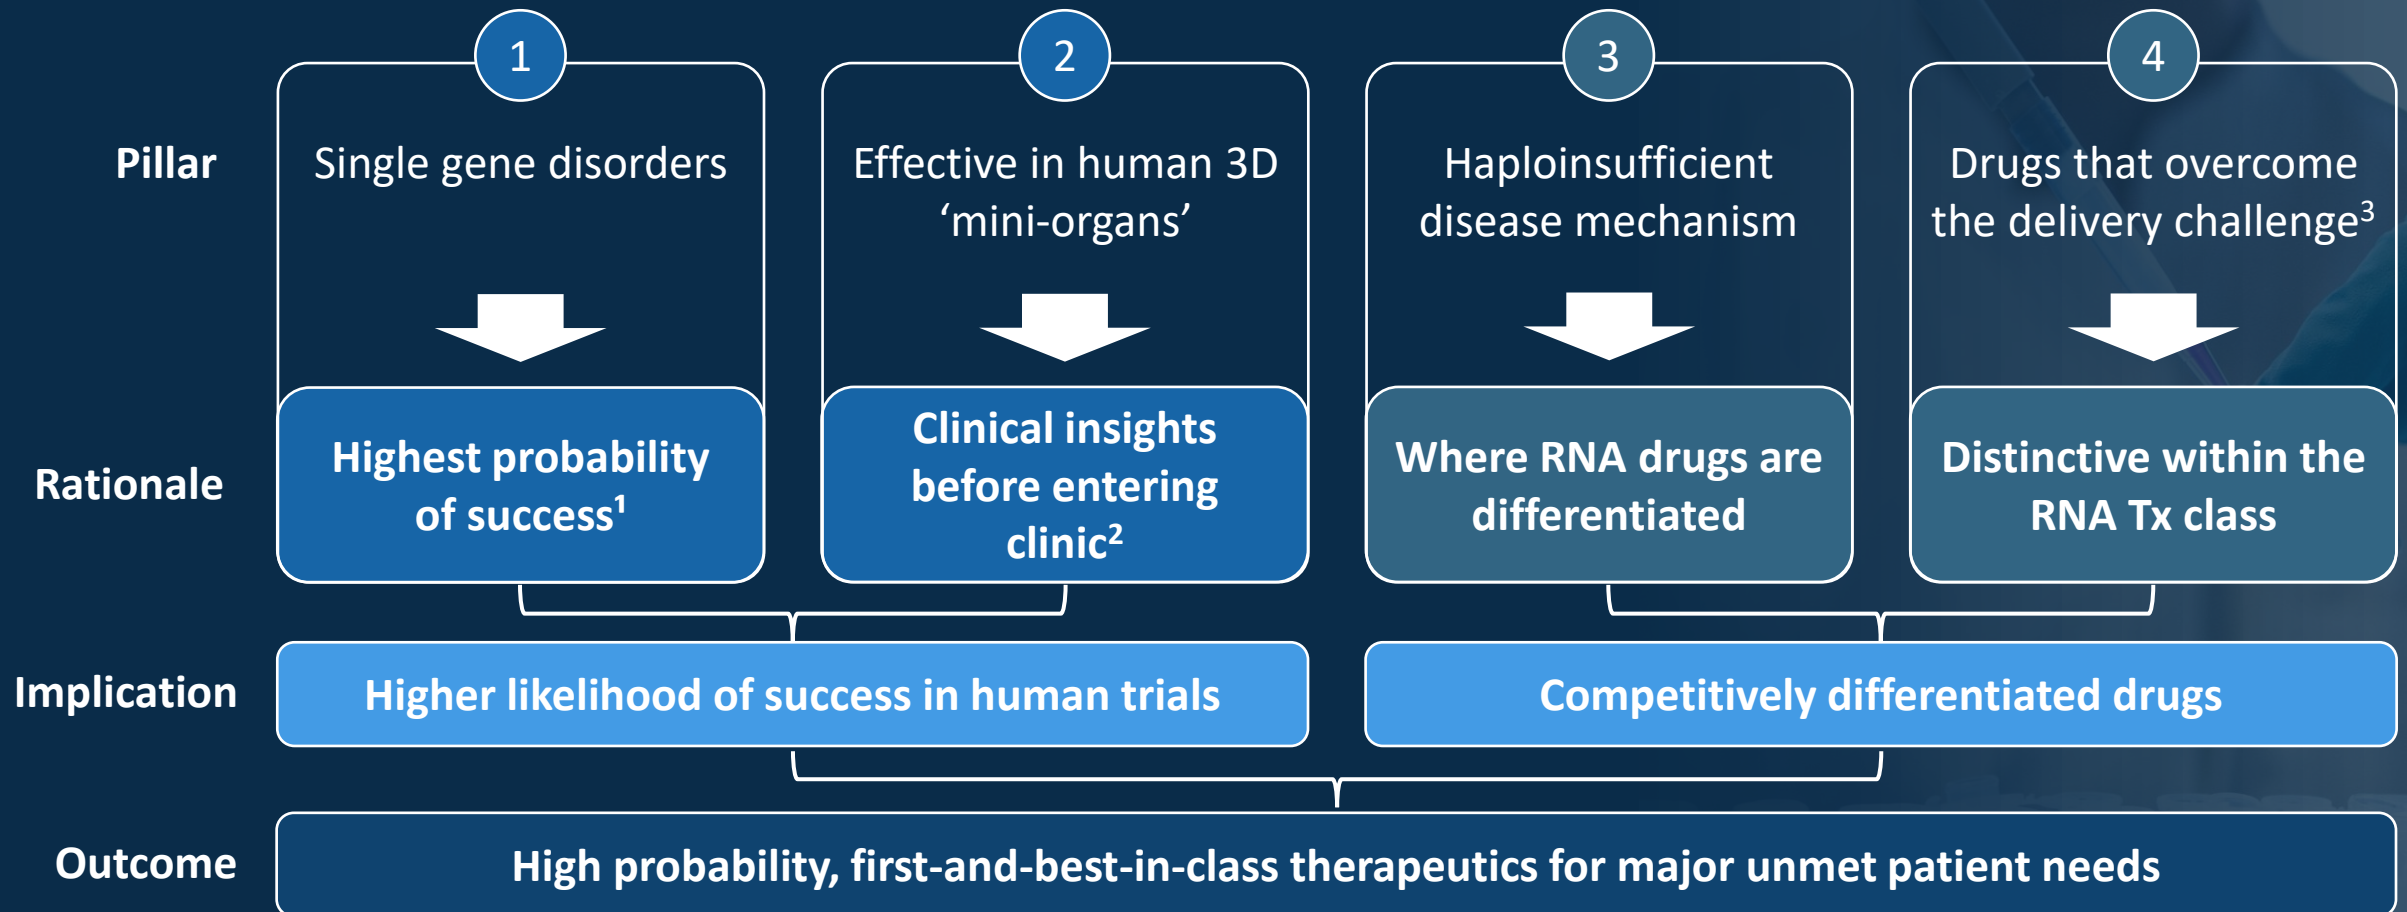 1
2
3
4
Pillar
Single gene disorders
Effective in human 3D
‘mini-organs’
Haploinsufficient
disease mechanism
Drugs that overcome
the delivery challenge³
Rationale
Highest probability
of success¹
Clinical insights
before entering
clinic²
Where RNA drugs are
differentiated
Distinctive within the
RNA Tx class
Implication
Higher likelihood of success in human trials
Competitively differentiated drugs
Outcome
High probability, first-and-best-in-class therapeutics for major unmet patient needs